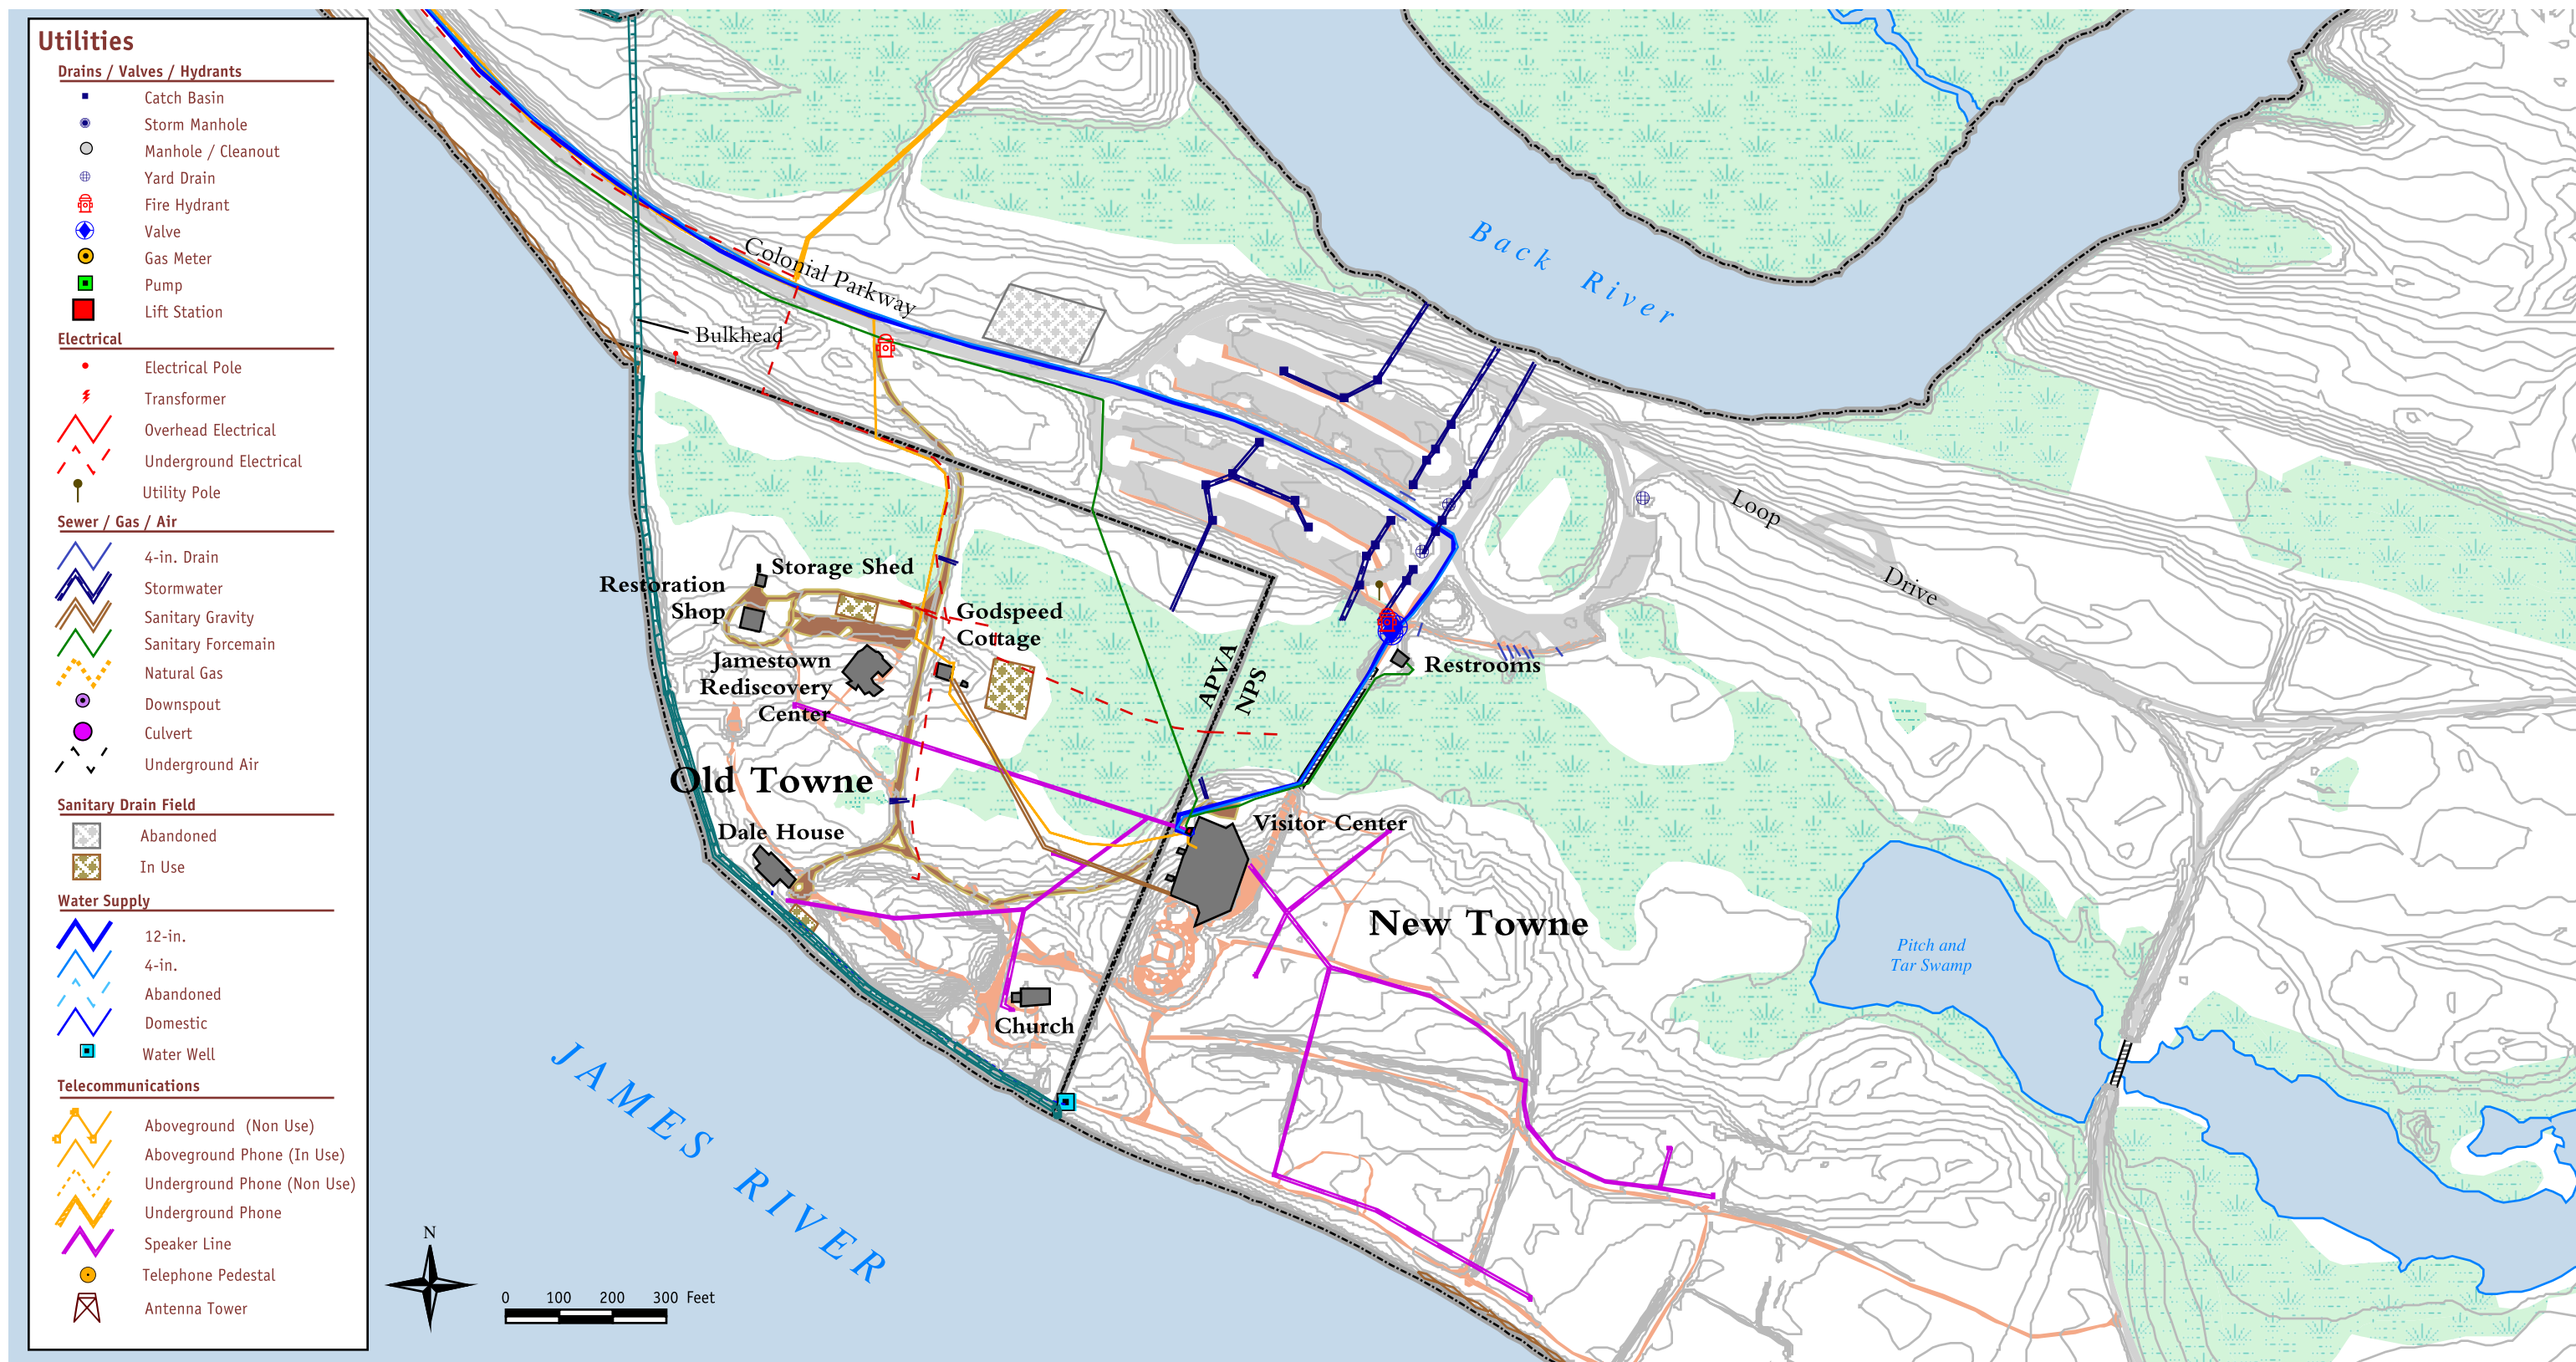 Utilities
Drains / Valves / Hydrants
Catch Basin
Storm Manhole
Manhole / Cleanout
Yard Drain
Fire Hydrant
Valve
Gas Meter
Pump
Lift Station
Electrical
Electrical Pole
Transformer
Overhead Electrical
Underground Electrical
Utility Pole
Sewer / Gas / Air
4-in. Drain
Stormwater
Sanitary Gravity
Sanitary Forcemain
Natural Gas
Downspout
Culvert
Underground Air
Sanitary Drain Field
Abandoned
In Use
Water Supply
12-in.
4-in.
Abandoned
Domestic
Water Well
Telecommunications
Aboveground (Non Use)
Aboveground Phone (In Use)
Underground Phone (Non Use)
Underground Phone
Speaker Line
Telephone Pedestal
Antenna Tower
Back River
Colonial Parkway
Bulkhead
Loop Drive
Storage Shed
Restoration
Shop
Godspeed
Cottage
Jamestown
Rediscovery
Center
APVA
NPS
Restrooms
Old Towne
Dale House
Visitor Center
New Towne
Pitch and
Tar Swamp
Church
JAMES RIVER
N
0 100 200 300 Feet